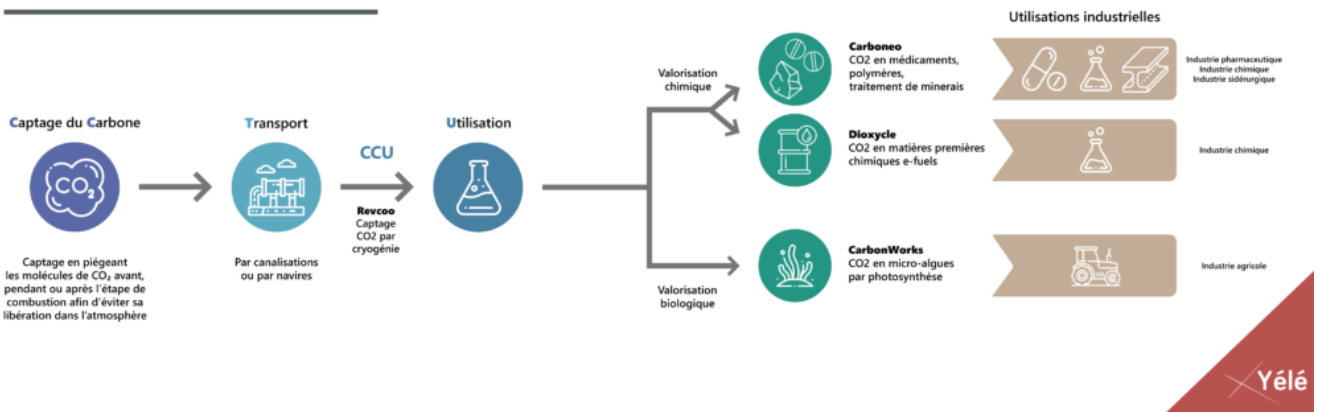 Utilisations industrielles
Captage du Carbone
CO2
Captage en piégeant
les molécules de CO₂ avant,
pendant ou après l'étape de
combustion afin d'éviter sa
libération dans l'atmosphère
Transport
Par canalisations
ou par navires
CCU
Revcoo
Captage
CO2 par
cryogénie
Utilisation
Valorisation
chimique
Carboneo
CO2 en médicaments,
polymères,
traitement de minerais
Industrie pharmaceutique
Industrie chimique
Industrie sidérurgique
Dioxycle
CO2 en matières premières
chimiques e-fuels
Industrie chimique
Valorisation
biologique
CarbonWorks
CO2 en micro-algues
par photosynthèse
Industrie agricole
Yélé